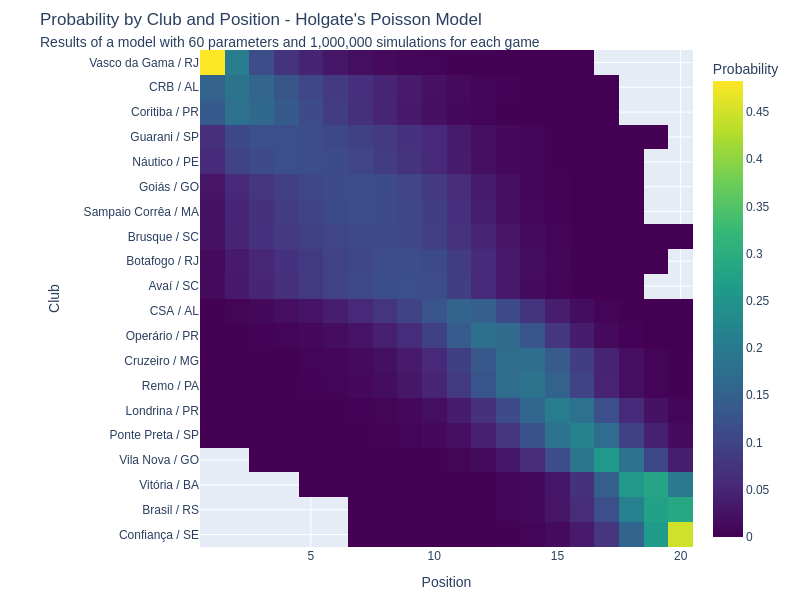 Probability by Club and Position - Holgate's Poisson Model
Results of a model with 60 parameters and 1,000,000 simulations for each game
Probability
Vasco da Gama / RJ
CRB / AL
Coritiba / PR
Guarani / SP
Náutico / PE
Goiás / GO
Sampaio Corrêa / MA
Brusque / SC
Botafogo / RJ
Avaí / SC
CSA / AL
Operário / PR
Cruzeiro / MG
Remo / PA
Londrina / PR
Ponte Preta / SP
Vila Nova / GO
Vitória / BA
Brasil / RS
Confiança / SE
Club
5
10
15
20
Position
0.45
0.4
0.35
0.3
0.25
0.2
0.15
0.1
0.05
0